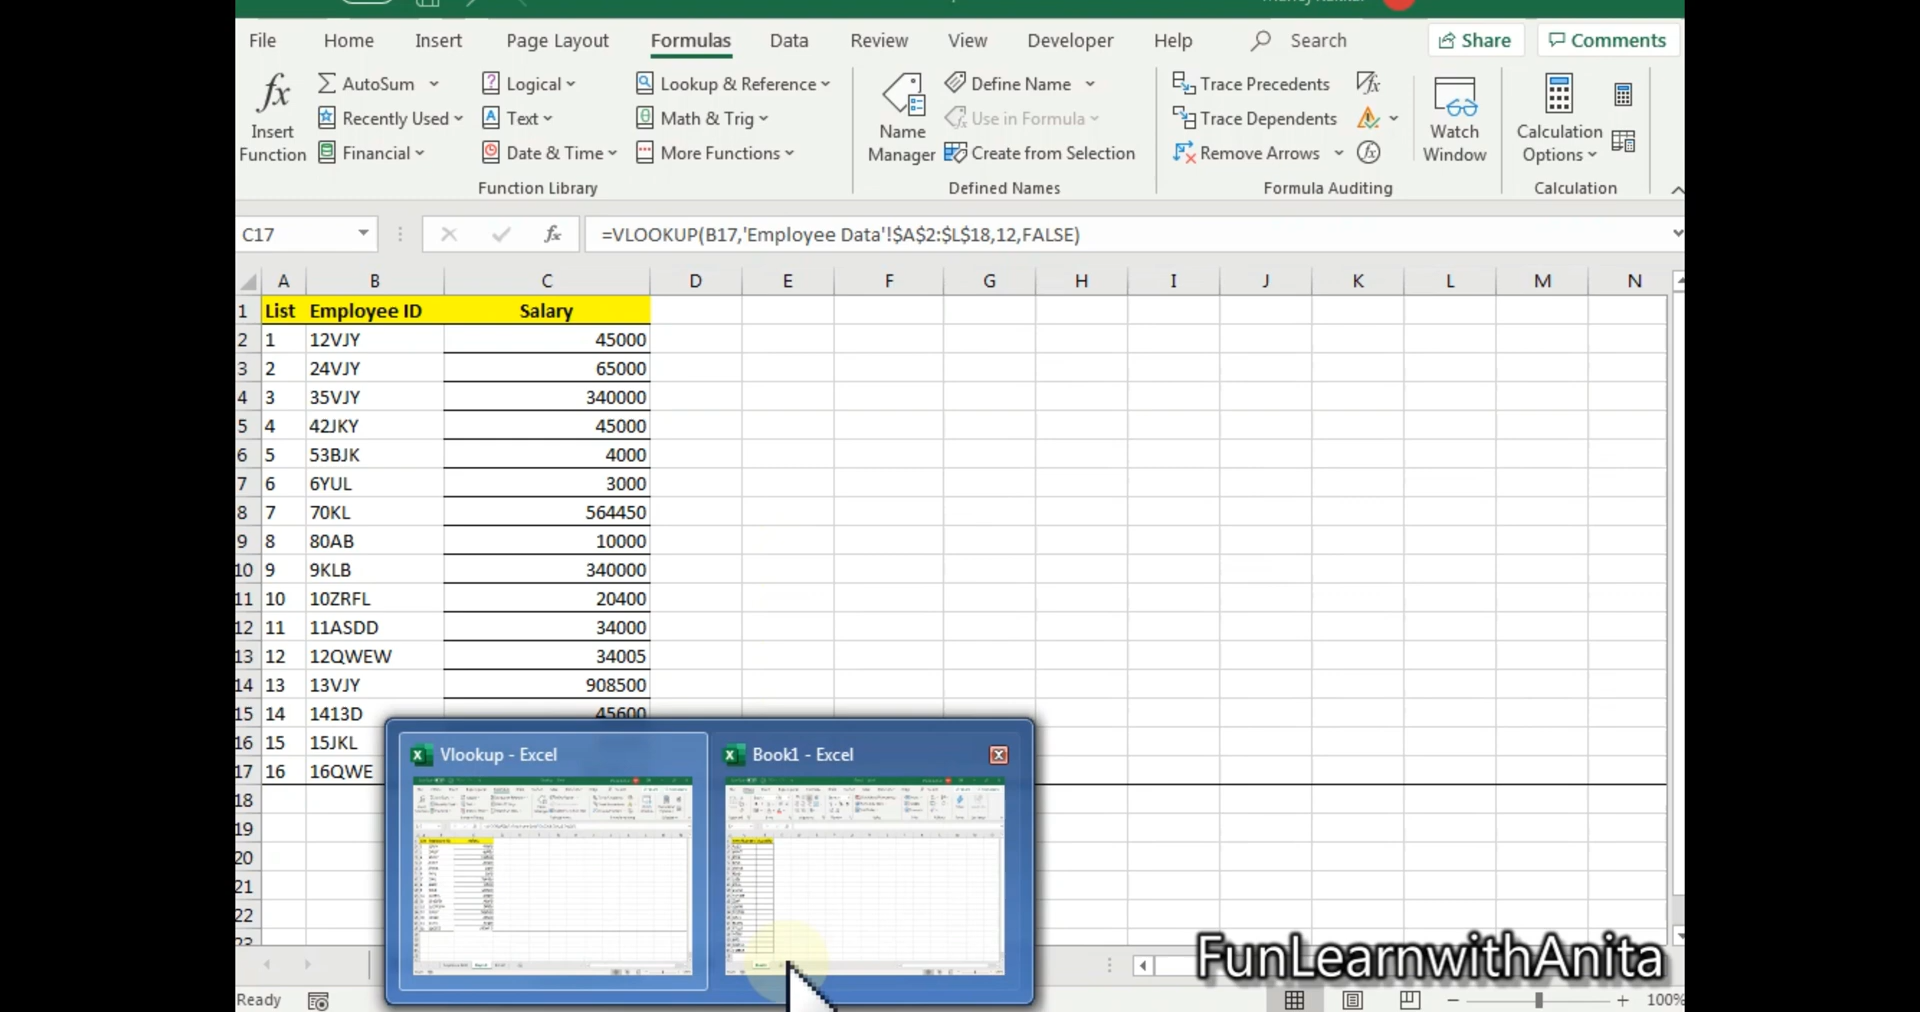 File Home Insert Page Layout Formulas Data Review View Developer Help Search Share Comments
AutoSum Logical Lookup & Reference Define Name Trace Precedents
Recently Used Text Math & Trig Use in Formula Trace Dependents
Insert Function Financial Date & Time More Functions Name Manager Create from Selection Remove Arrows Watch Window Calculation Options
Function Library Defined Names Formula Auditing Calculation
C17 fx =VLOOKUP(B17,'Employee Data'!$A$2:$L$18,12,FALSE)
A B C D E F G H I J K L M N
1 List Employee ID Salary
2 1 12VJY 45000
3 2 24VJY 65000
4 3 35VJY 340000
5 4 42JKY 45000
6 5 53BJK 4000
7 6 6YUL 3000
8 7 70KL 564450
9 8 80AB 10000
10 9 9KLB 340000
11 10 10ZRFL 20400
12 11 11ASDD 34000
13 12 12QWEW 34005
14 13 13VJY 908500
15 14 1413D 45600
16 15 15JKL
17 16 16QWE
18
19
20
21
22
23
Vlookup - Excel Book1 - Excel
FunLearnwithAnita
Ready 100%